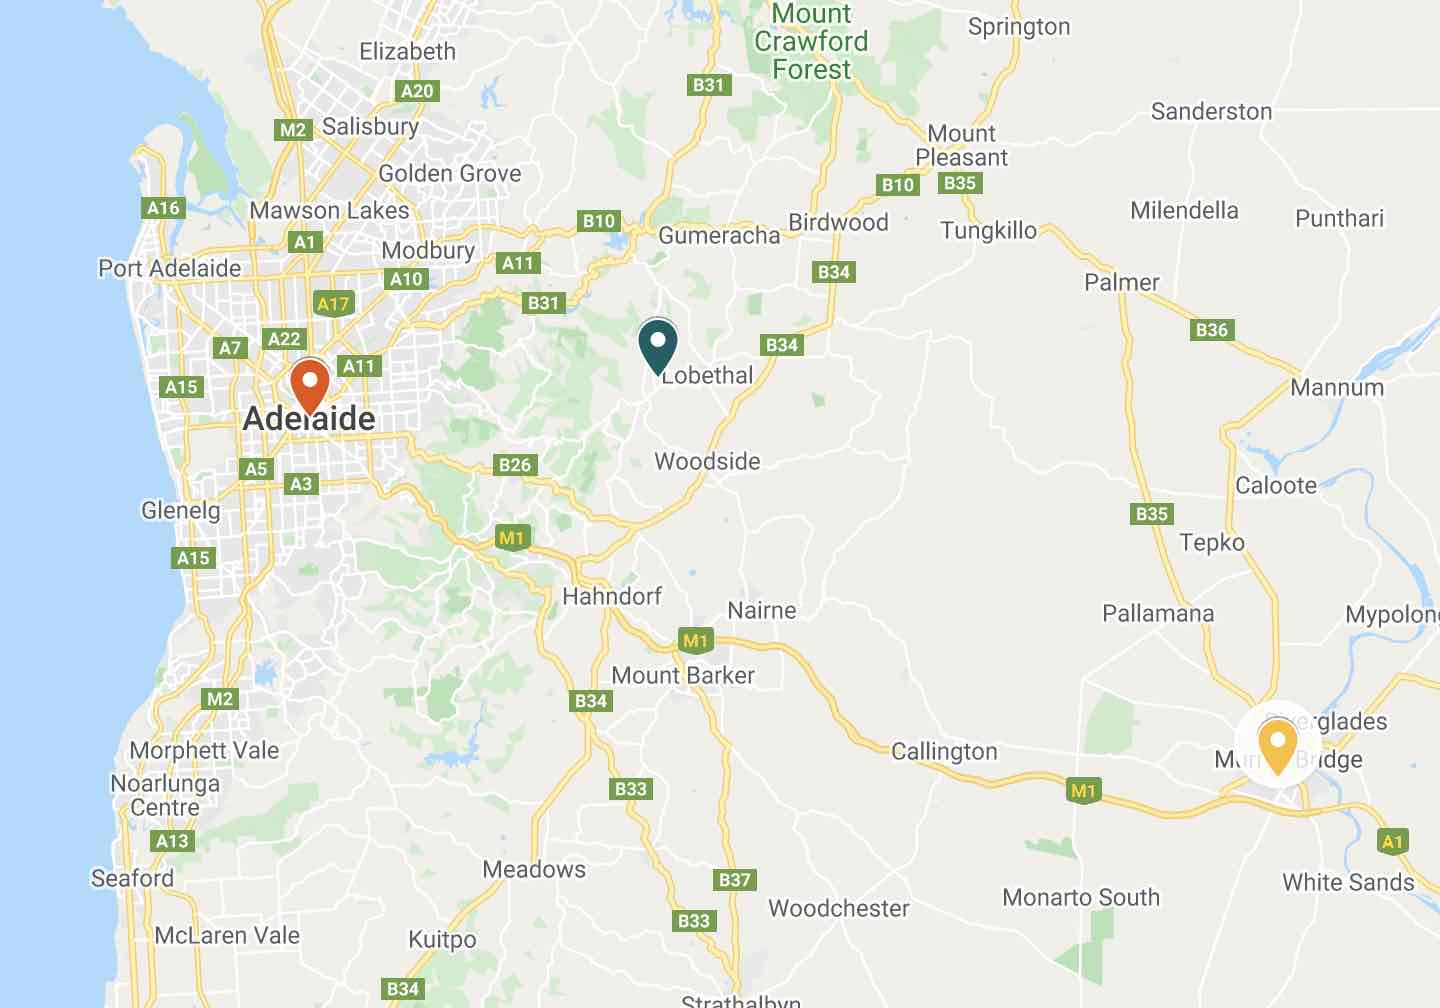 Mount
Crawford
Forest
Springton
Elizabeth
B31
A20
Sanderston
M2
Salisbury
Mount
Pleasant
Golden Grove
B10
B35
A16
Mawson Lakes
B10
Birdwood
Milendella
Punthari
A1
Gumeracha
Tungkillo
Modbury
Port Adelaide
A11
A10
B34
Palmer
A17
B31
B36
A22
A7
B34
A11
Lobethal
A15
Mannum
Adelaide
B26
Woodside
A5
A3
Caloote
Glenelg
B35
M1
Tepko
A15
Hahndorf
Nairne
Pallamana
Mypolong
M1
Mount Barker
M2
B34
Riverglades
Morphett Vale
Callington
Murray Bridge
Noarlunga
Centre
B33
M1
A13
A1
Meadows
Seaford
B37
White Sands
Monarto South
Woodchester
B33
McLaren Vale
Kuitpo
B34
Strathalbyn